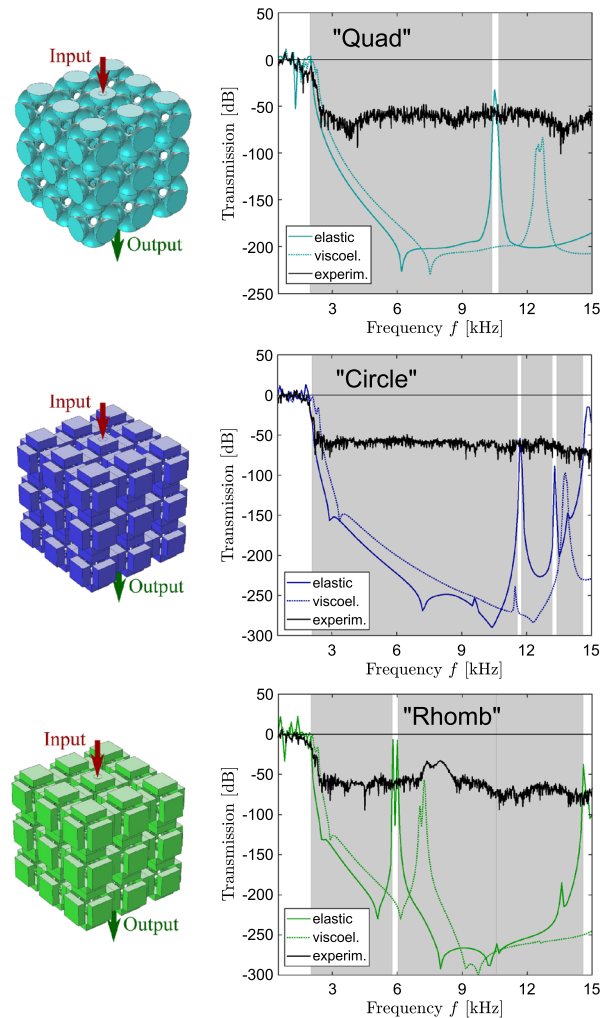 "Quad"
Input
Output
50
0
-50
-100
-150
-200
-250
Transmission [dB]
elastic
viscoel.
experim.
3 6 9 12 15
Frequency f [kHz]
"Circle"
Input
Output
50
0
-50
-100
-150
-200
-250
-300
Transmission [dB]
elastic
viscoel.
experim.
3 6 9 12 15
Frequency f [kHz]
"Rhomb"
Input
Output
50
0
-50
-100
-150
-200
-250
-300
Transmission [dB]
elastic
viscoel.
experim.
3 6 9 12 15
Frequency f [kHz]